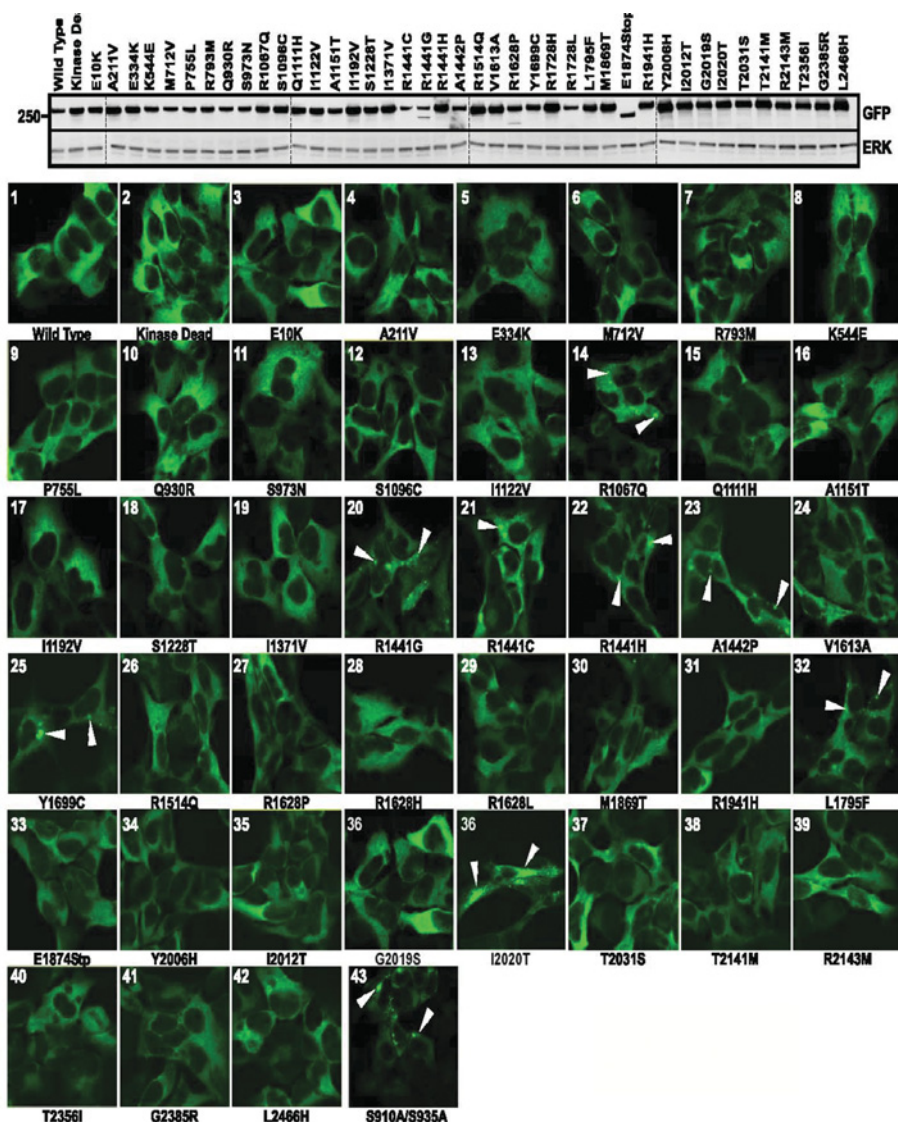 Wild Type
Kinase Dead
E10K
A211V
E334K
K544E
M712V
P755L
R793M
Q930R
S973N
R1067Q
S1096C
Q1111H
I1122V
A1151T
I1192V
S1228T
I1371V
R1441C
R1441G
R1441H
A1442P
R1514Q
V1613A
R1628P
Y1699C
R1728H
R1728L
L1795F
M1869T
E1874Stop
R1941H
Y2006H
I2012T
G2019S
I2020T
T2031S
T2141M
R2143M
T2356I
G2385R
L2466H
250 GFP
ERK
1 2 3 4 5 6 7 8
Wild Type Kinase Dead E10K A211V E334K M712V R793M K544E
9 10 11 12 13 14 15 16
P755L Q930R S973N S1096C I1122V R1067Q Q1111H A1151T
17 18 19 20 21 22 23 24
I1192V S1228T I1371V R1441G R1441C R1441H A1442P V1613A
25 26 27 28 29 30 31 32
Y1699C R1514Q R1628P R1628H R1628L M1869T R1941H L1795F
33 34 35 36 36 37 38 39
E1874Stp Y2006H I2012T G2019S I2020T T2031S T2141M R2143M
40 41 42 43
T2356I G2385R L2466H S910A/S935A